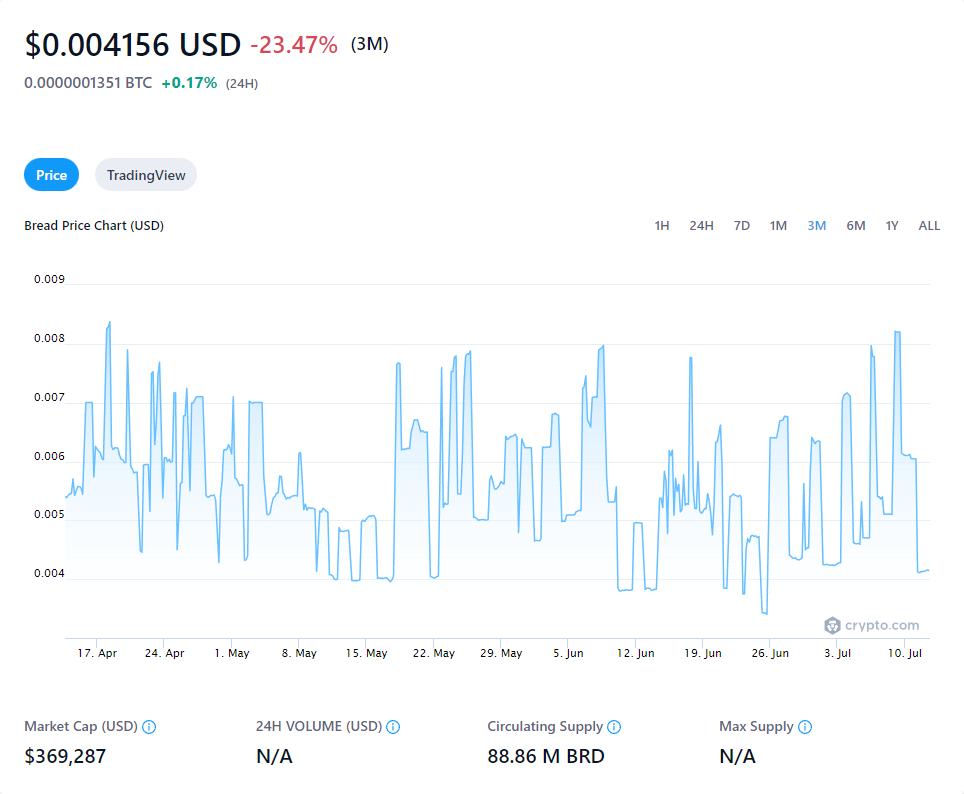 $0.004156 USD -23.47% (3M)
0.0000001351 BTC +0.17% (24H)
Price TradingView
Bread Price Chart (USD) 1H 24H 7D 1M 3M 6M 1Y ALL
0.009
0.008
0.007
0.006
0.005
0.004
crypto.com
17. Apr 24. Apr 1. May 8. May 15. May 22. May 29. May 5. Jun 12. Jun 19. Jun 26. Jun 3. Jul 10. Jul
Market Cap (USD) 24H VOLUME (USD) Circulating Supply Max Supply
$369,287 N/A 88.86 M BRD N/A